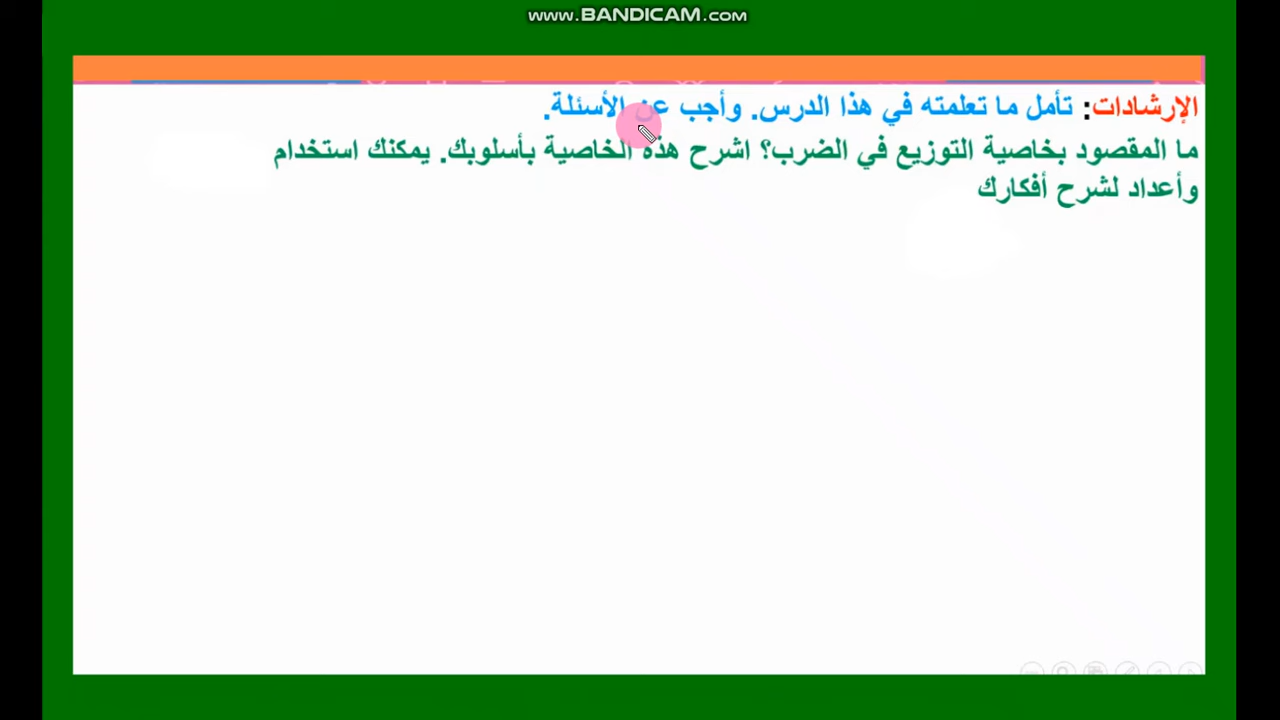 www.BANDICAM.com
الإرشادات: تأمل ما تعلمته في هذا الدرس. وأجب عن الأسئلة.
ما المقصود بخاصية التوزيع في الضرب؟ اشرح هذه الخاصية بأسلوبك. يمكنك استخدام
وأعداد لشرح أفكارك